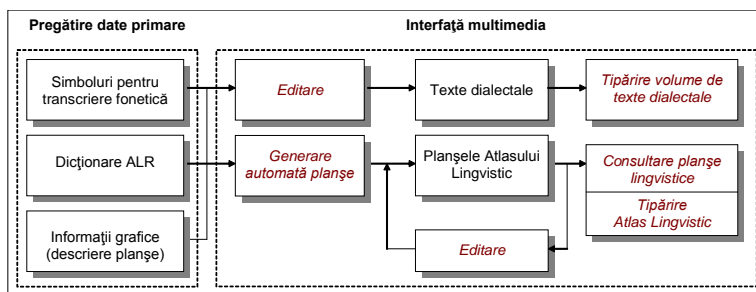 Pregătire date primare
Interfaţă multimedia
Simboluri pentru
transcriere fonetică
Editare
Texte dialectale
Tipărire volume de
texte dialectale
Dicţionare ALR
Generare
automată planşe
Planşele Atlasului
Lingvistic
Consultare planşe
lingvistice
Tipărire
Atlas Lingvistic
Informaţii grafice
(descriere planşe)
Editare